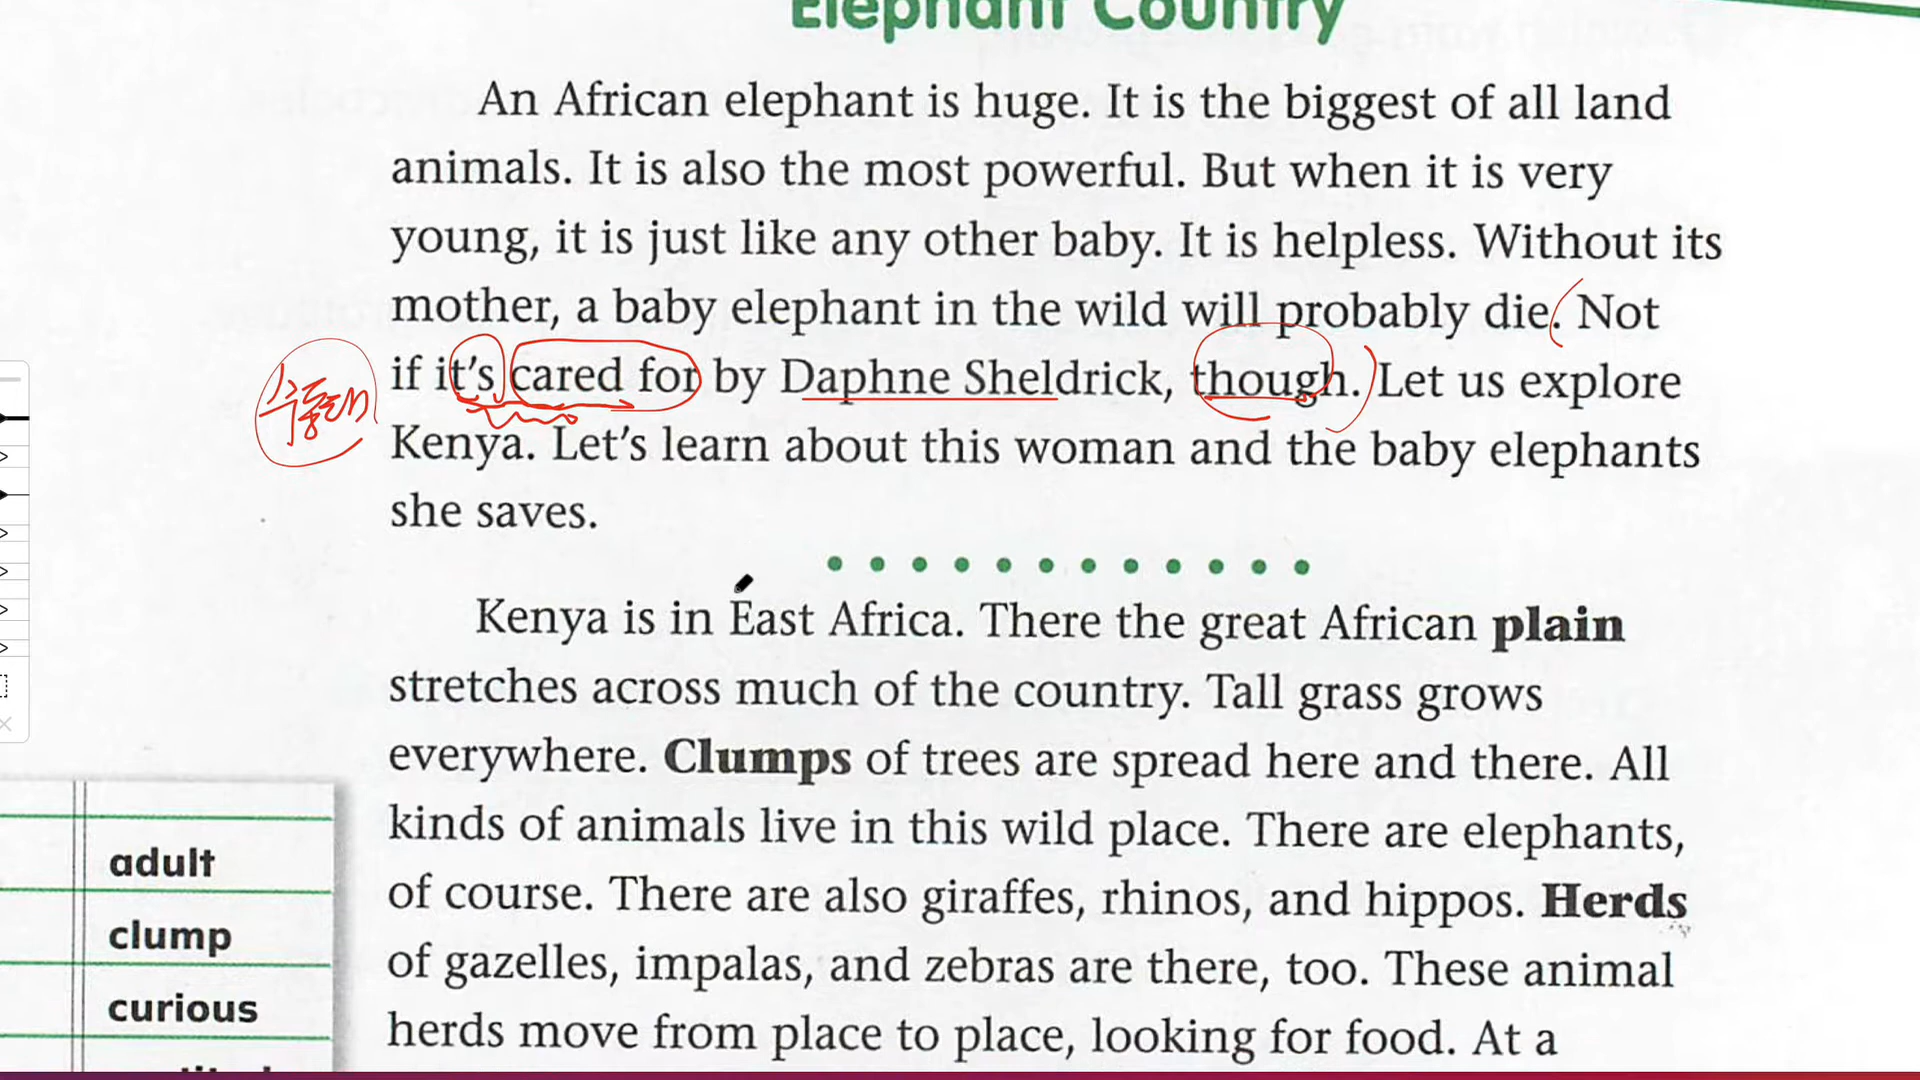 Elephant Country
An African elephant is huge. It is the biggest of all land
animals. It is also the most powerful. But when it is very
young, it is just like any other baby. It is helpless. Without its
mother, a baby elephant in the wild will probably die. Not
if it's cared for by Daphne Sheldrick, though. Let us explore
수동태
Kenya. Let's learn about this woman and the baby elephants
she saves.
Kenya is in East Africa. There the great African plain
stretches across much of the country. Tall grass grows
everywhere. Clumps of trees are spread here and there. All
kinds of animals live in this wild place. There are elephants,
of course. There are also giraffes, rhinos, and hippos. Herds
of gazelles, impalas, and zebras are there, too. These animal
herds move from place to place, looking for food. At a
adult
clump
curious